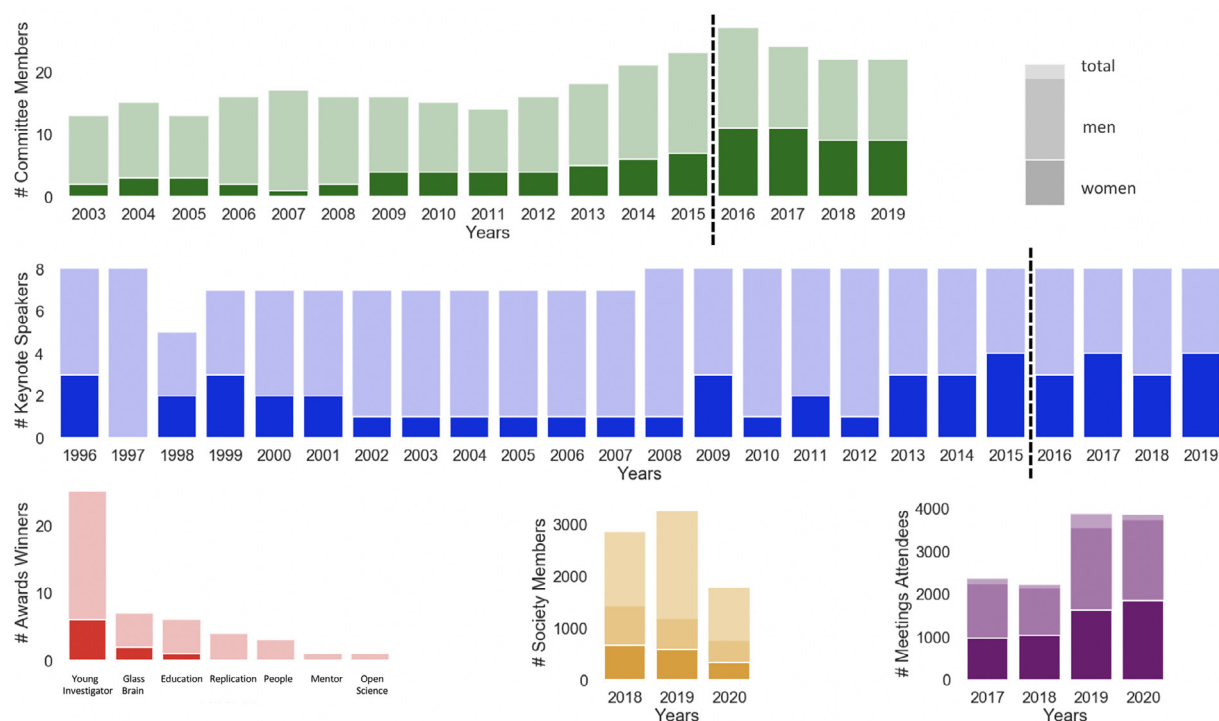 # Committee Members
20
10
0
2003 2004 2005 2006 2007 2008 2009 2010 2011 2012 2013 2014 2015 2016 2017 2018 2019
Years
total
men
women
# Keynote Speakers
8
6
4
2
0
1996 1997 1998 1999 2000 2001 2002 2003 2004 2005 2006 2007 2008 2009 2010 2011 2012 2013 2014 2015 2016 2017 2018 2019
Years
# Awards Winners
20
10
0
Young Glass Education Replication People Mentor Open
Investigator Brain Science
# Society Members
3000
2000
1000
0
2018 2019 2020
Years
# Meetings Attendees
4000
3000
2000
1000
0
2017 2018 2019 2020
Years